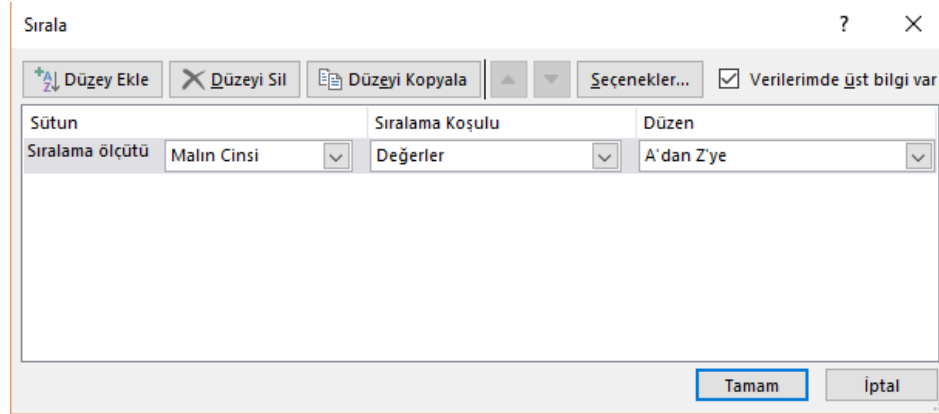 Sırala ?
Düzey Ekle Düzeyi Sil Düzeyi Kopyala Seçenekler... Verilerimde üst bilgi var
Sütun Sıralama Koşulu Düzen
Sıralama ölçütü Malın Cinsi Değerler A'dan Z'ye
Tamam İptal